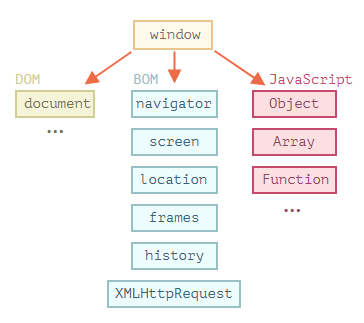 window
DOM
BOM
JavaScript
document
navigator
Object
...
screen
Array
location
Function
frames
...
history
XMLHttpRequest